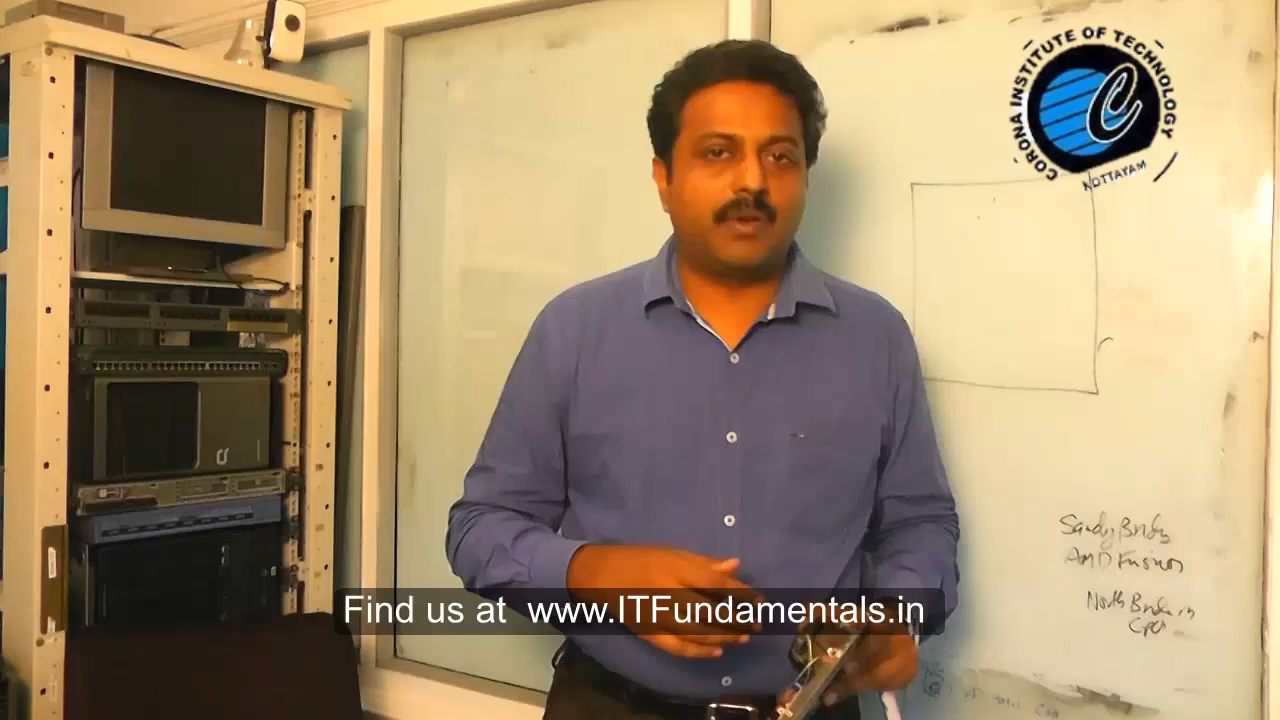 CORONA INSTITUTE OF TECHNOLOGY
KOTTAYAM
C
Sandy Bridge
AMD Fusion
North Bridge in
CPU
Find us at www.ITFundamentals.in